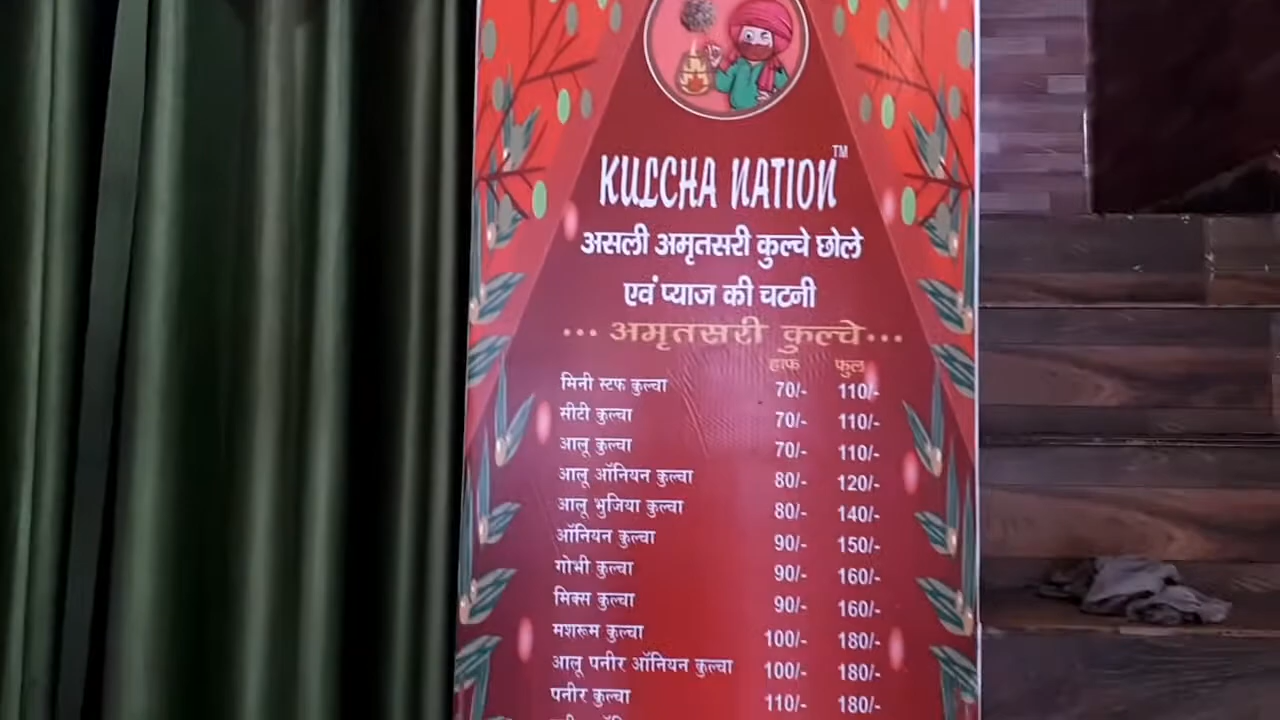 KULCHA NATION™
असली अमृतसरी कुल्चे छोले
एवं प्याज की चटनी
••• अमृतसरी कुल्चे •••
हाफ फुल
मिनी स्टफ कुल्चा 70/- 110/-
सीटी कुल्चा 70/- 110/-
आलू कुल्चा 70/- 110/-
आलू ऑनियन कुल्चा 80/- 120/-
आलू भुजिया कुल्चा 80/- 140/-
ऑनियन कुल्चा 90/- 150/-
गोभी कुल्चा 90/- 160/-
मिक्स कुल्चा 90/- 160/-
मशरूम कुल्चा 100/- 180/-
आलू पनीर ऑनियन कुल्चा 100/- 180/-
पनीर कुल्चा 110/- 180/-